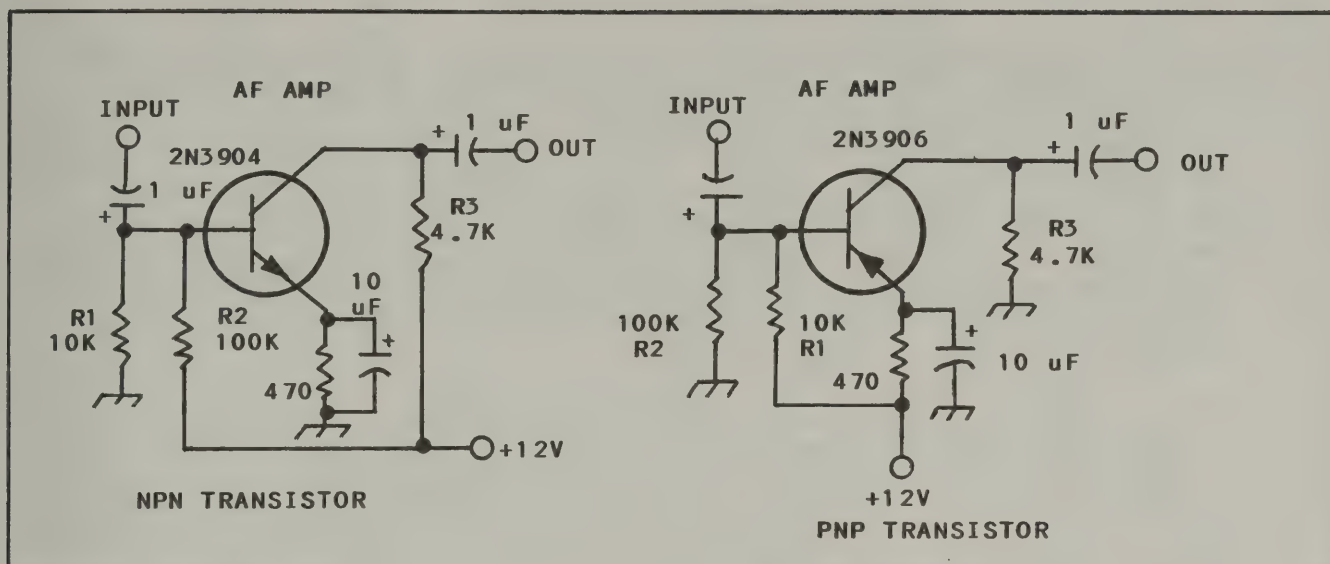 AF AMP
INPUT
2N3904
1 uF
+
1 uF
+
OUT
R1
10K
R2
100K
R3
4.7K
10
uF
+
470
+12V
NPN TRANSISTOR
AF AMP
INPUT
2N3906
1 uF
+
OUT
+
R3
4.7K
100K
R2
10K
R1
470
+
10 uF
+12V
PNP TRANSISTOR